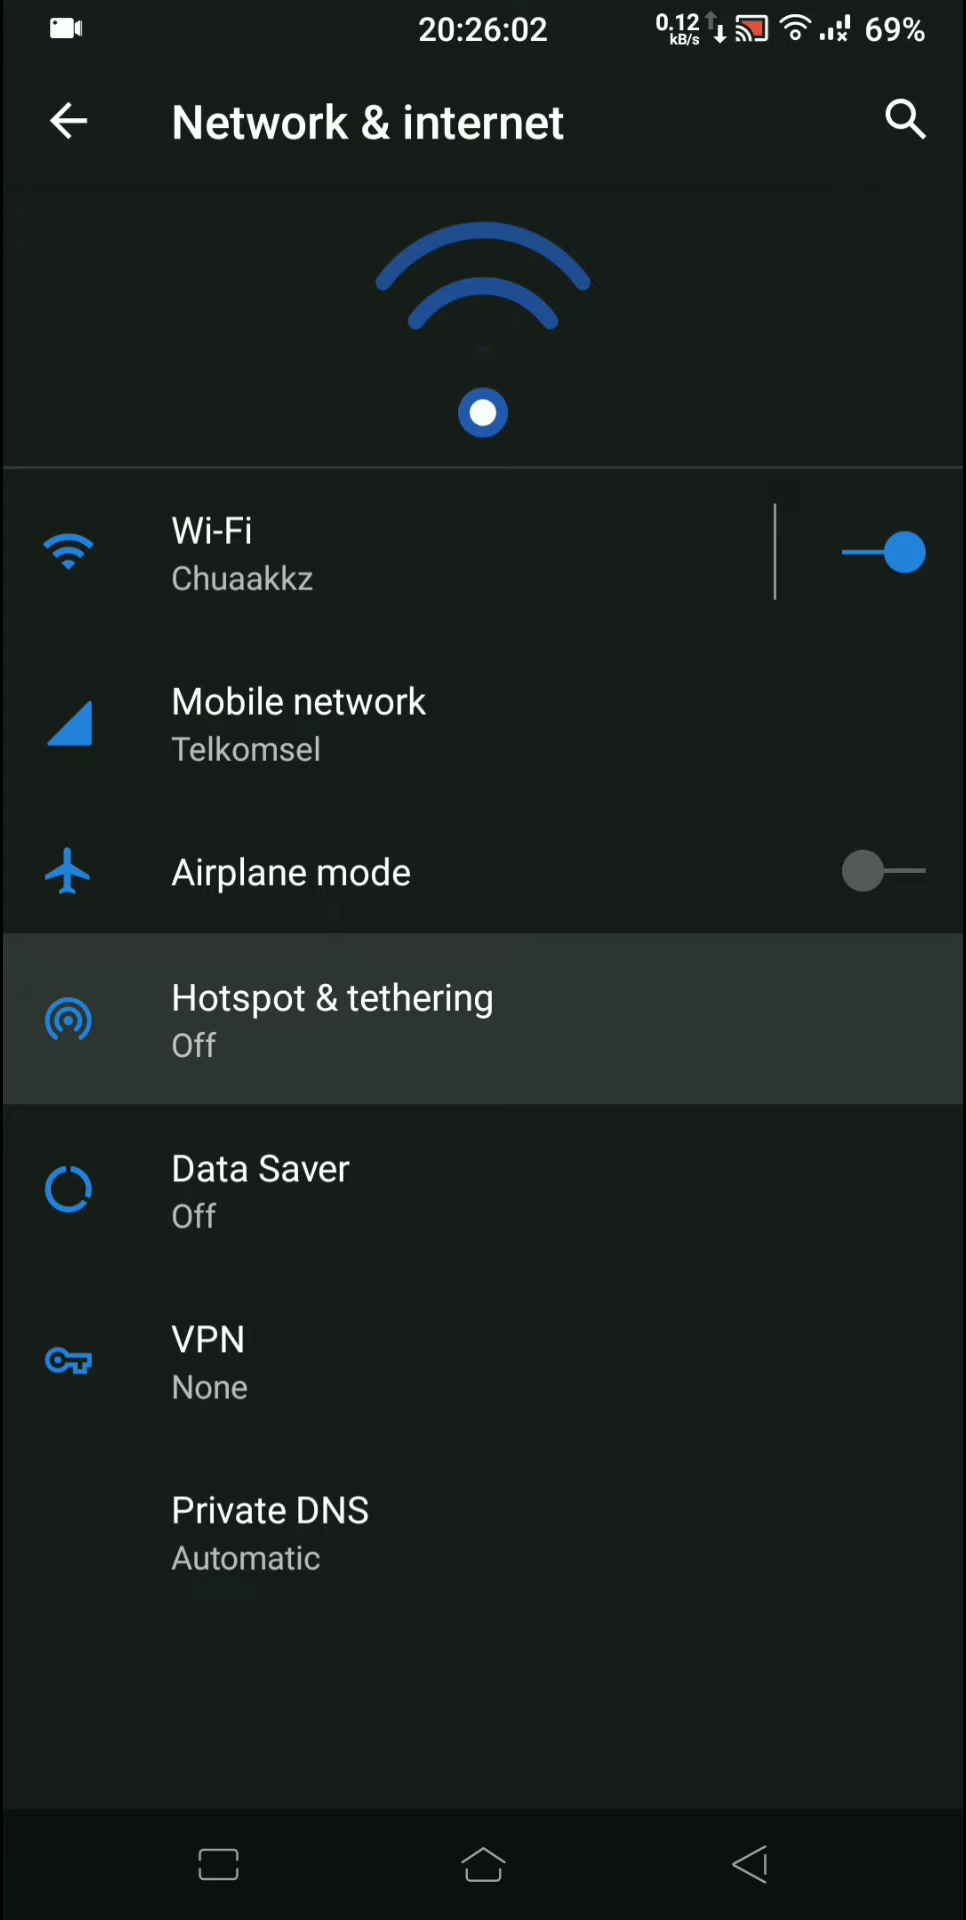 20:26:02
0.12
kB/s
69%
Network & internet
Wi-Fi
Chuaakkz
Mobile network
Telkomsel
Airplane mode
Hotspot & tethering
Off
Data Saver
Off
VPN
None
Private DNS
Automatic